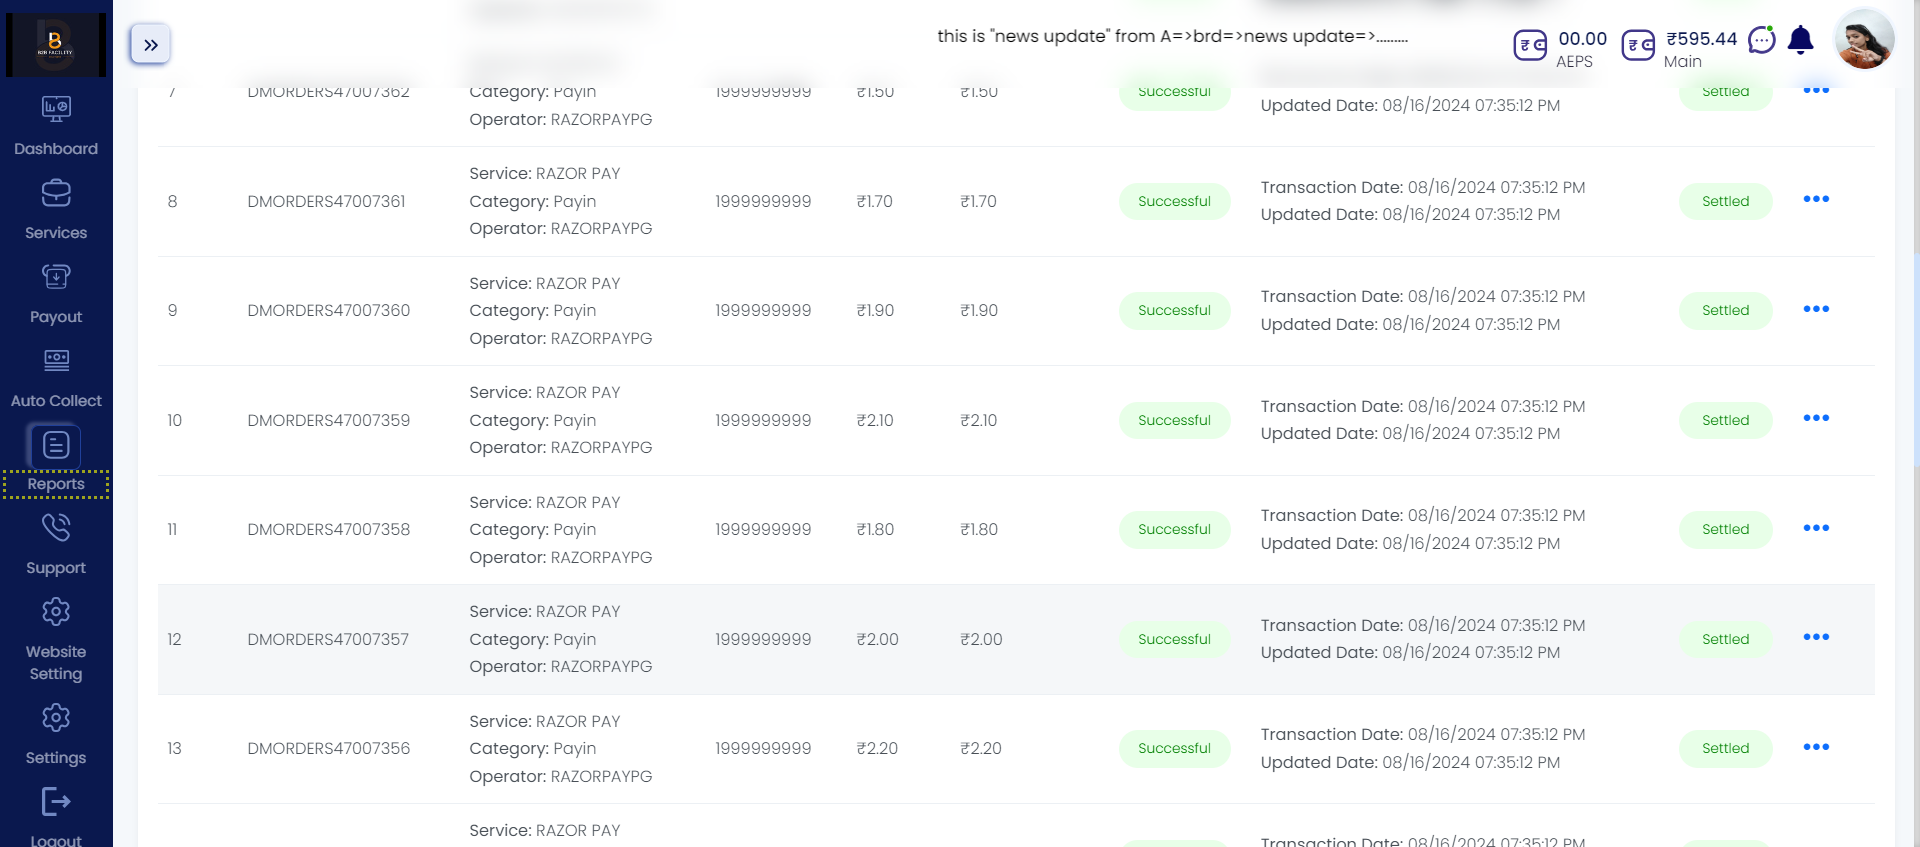 B2B FACILITY
this is "news update" from A=>brd=>news update=>.........
00.00
AEPS
₹595.44
Main
Dashboard
Services
Payout
Auto Collect
Reports
Support
Website
Setting
Settings
Logout
7 DMORDERS47007362 Category: Payin 1999999999 ₹1.50 ₹1.50 Successful Settled
Operator: RAZORPAYPG
Updated Date: 08/16/2024 07:35:12 PM
Service: RAZOR PAY
8 DMORDERS47007361 Category: Payin 1999999999 ₹1.70 ₹1.70 Successful Settled
Operator: RAZORPAYPG
Transaction Date: 08/16/2024 07:35:12 PM
Updated Date: 08/16/2024 07:35:12 PM
Service: RAZOR PAY
9 DMORDERS47007360 Category: Payin 1999999999 ₹1.90 ₹1.90 Successful Settled
Operator: RAZORPAYPG
Transaction Date: 08/16/2024 07:35:12 PM
Updated Date: 08/16/2024 07:35:12 PM
Service: RAZOR PAY
10 DMORDERS47007359 Category: Payin 1999999999 ₹2.10 ₹2.10 Successful Settled
Operator: RAZORPAYPG
Transaction Date: 08/16/2024 07:35:12 PM
Updated Date: 08/16/2024 07:35:12 PM
Service: RAZOR PAY
11 DMORDERS47007358 Category: Payin 1999999999 ₹1.80 ₹1.80 Successful Settled
Operator: RAZORPAYPG
Transaction Date: 08/16/2024 07:35:12 PM
Updated Date: 08/16/2024 07:35:12 PM
Service: RAZOR PAY
12 DMORDERS47007357 Category: Payin 1999999999 ₹2.00 ₹2.00 Successful Settled
Operator: RAZORPAYPG
Transaction Date: 08/16/2024 07:35:12 PM
Updated Date: 08/16/2024 07:35:12 PM
Service: RAZOR PAY
13 DMORDERS47007356 Category: Payin 1999999999 ₹2.20 ₹2.20 Successful Settled
Operator: RAZORPAYPG
Transaction Date: 08/16/2024 07:35:12 PM
Updated Date: 08/16/2024 07:35:12 PM
Service: RAZOR PAY
Transaction Date: 08/16/2024 07:35:12 PM